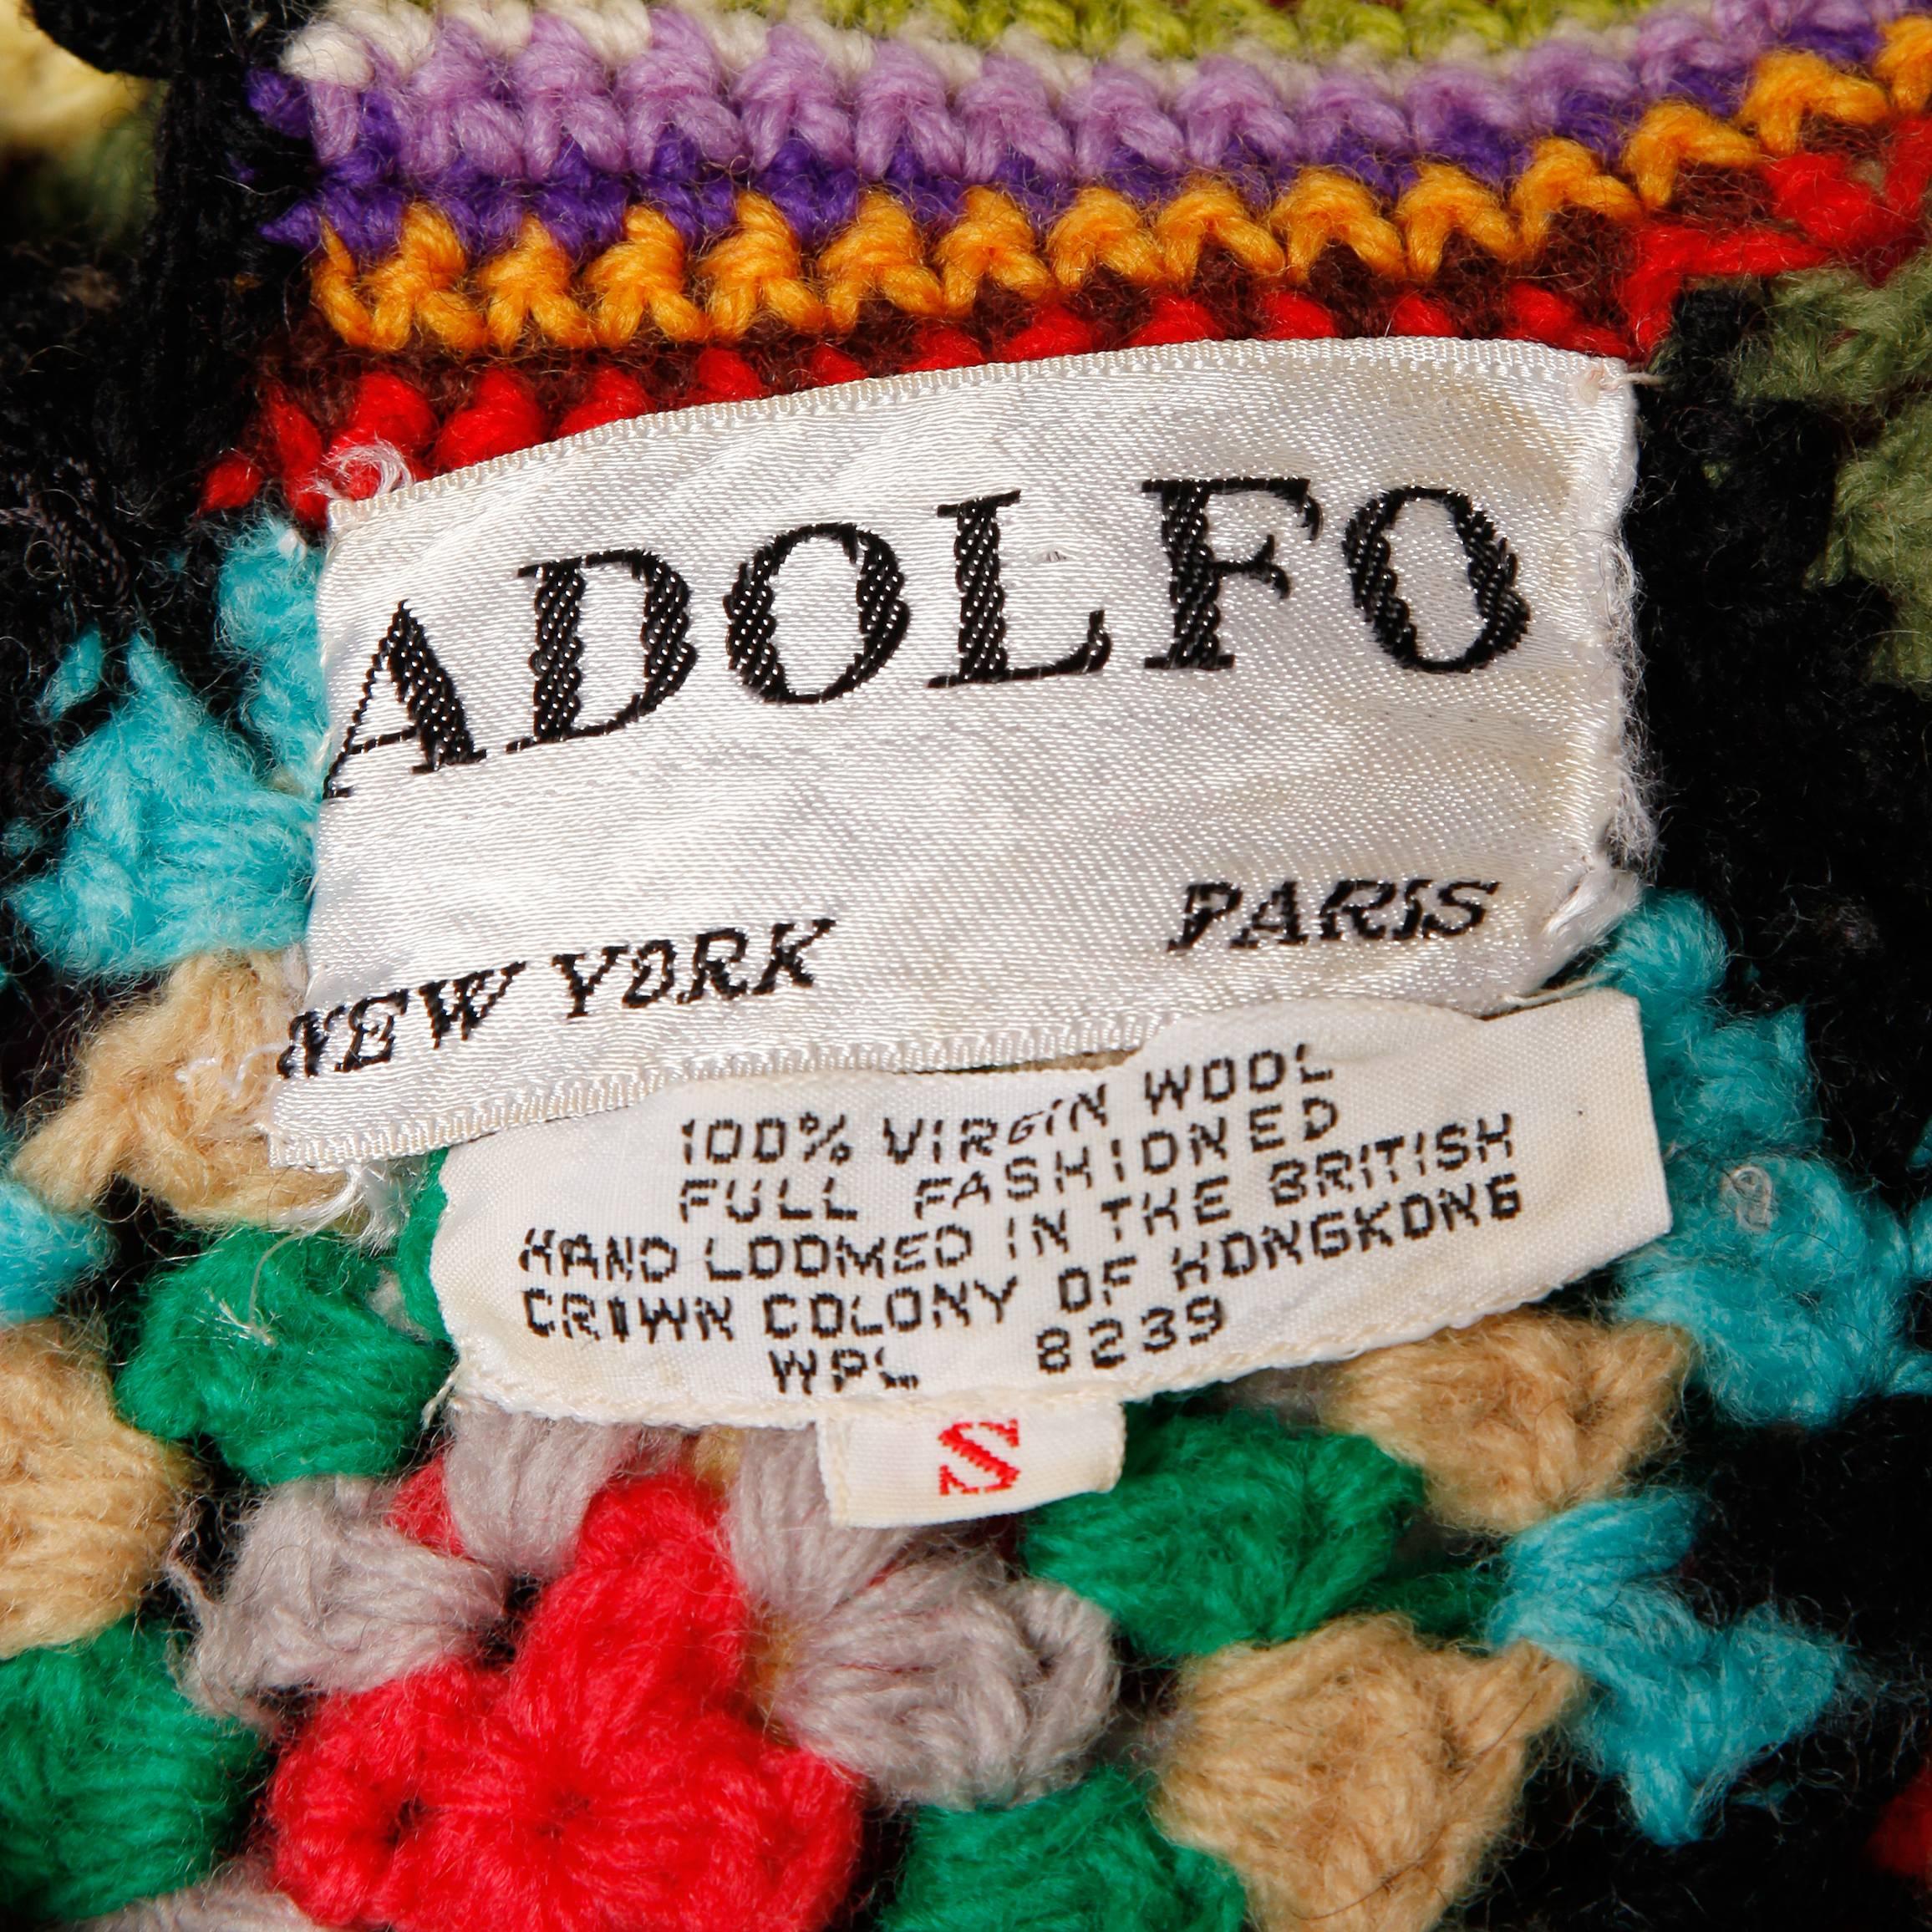 ADOLFO
NEW YORK PARIS
100% VIRGIN WOOL
FULL FASHIONED
HAND LOOMED IN THE BRITISH
CROWN COLONY OF HONGKONG
WPL 8239
S